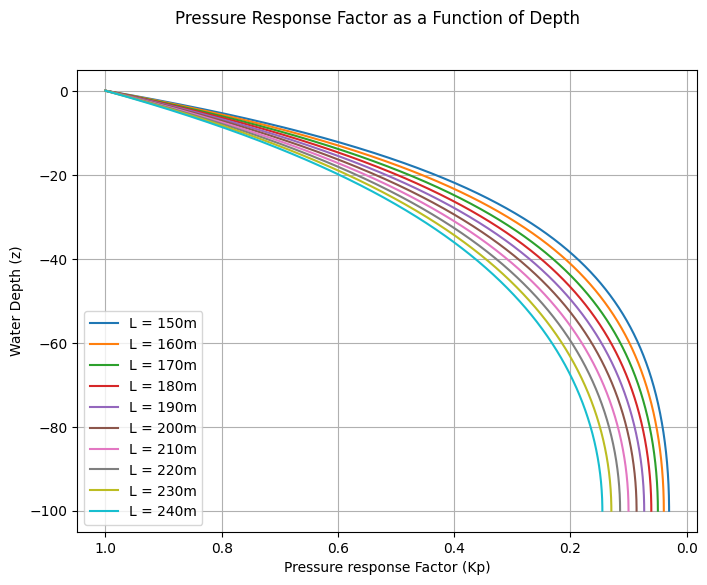 Pressure Response Factor as a Function of Depth
0
−20
−40
−60
−80
−100
Water Depth (z)
L = 150m
L = 160m
L = 170m
L = 180m
L = 190m
L = 200m
L = 210m
L = 220m
L = 230m
L = 240m
1.0 0.8 0.6 0.4 0.2 0.0
Pressure response Factor (Kp)